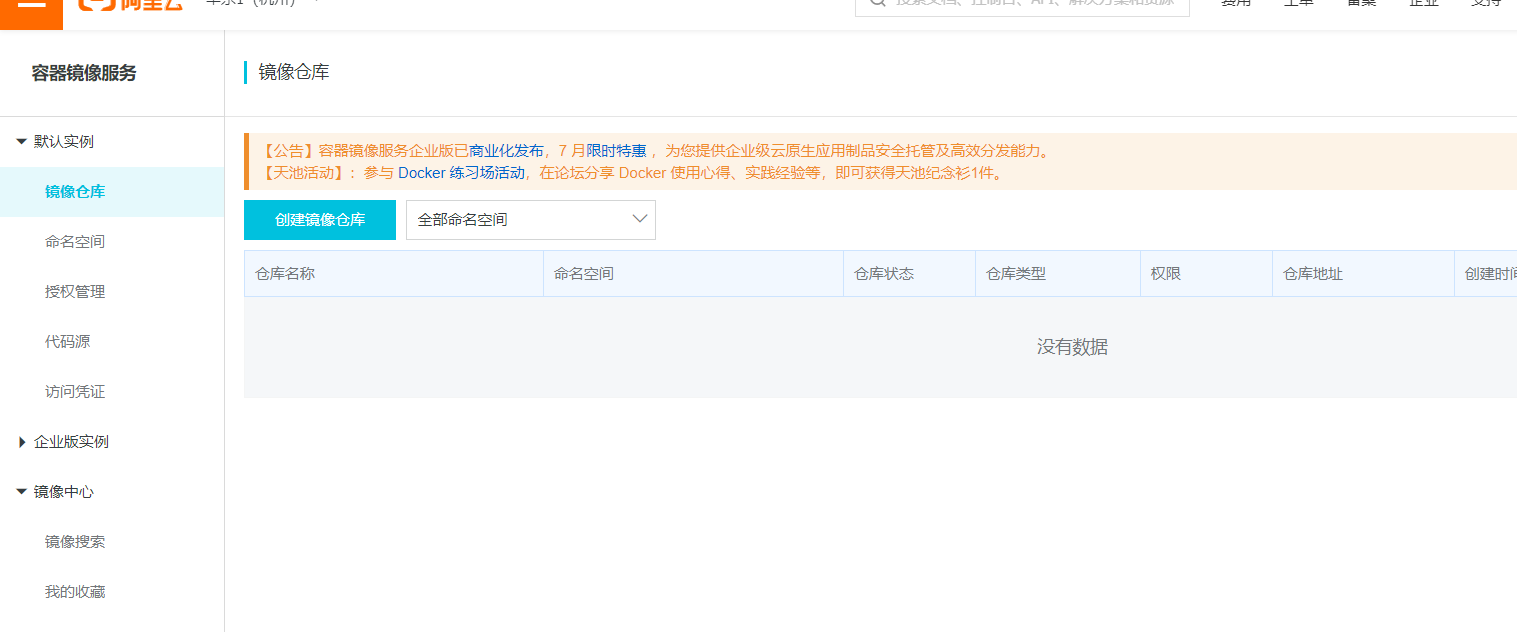 阿里云
容器镜像服务
镜像仓库
默认实例
镜像仓库
命名空间
授权管理
代码源
访问凭证
企业版实例
镜像中心
镜像搜索
我的收藏
【公告】容器镜像服务企业版已商业化发布，7 月限时特惠 ，为您提供企业级云原生应用制品安全托管及高效分发能力。
【天池活动】：参与 Docker 练习场活动，在论坛分享 Docker 使用心得、实践经验等，即可获得天池纪念衫1件。
创建镜像仓库 全部命名空间
仓库名称 命名空间 仓库状态 仓库类型 权限 仓库地址 创建时间
没有数据